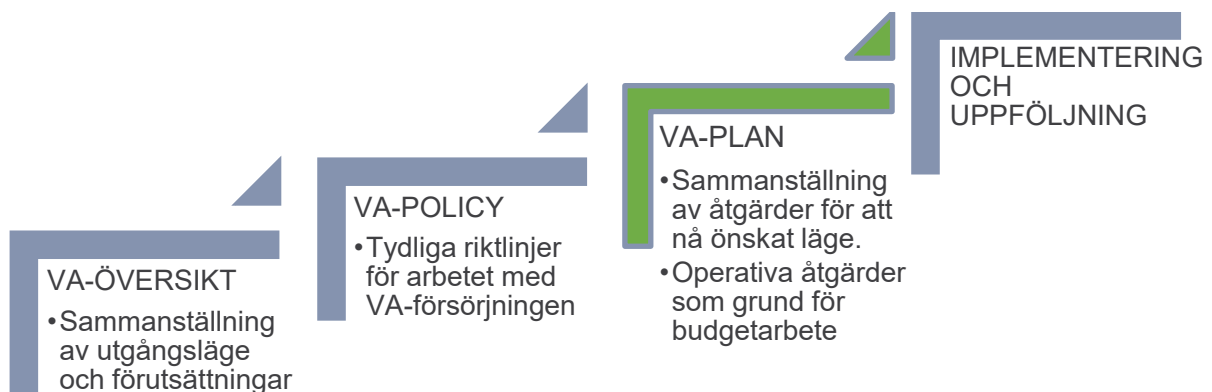 VA-ÖVERSIKT
•Sammanställning
av utgångsläge
och förutsättningar
VA-POLICY
•Tydliga riktlinjer
för arbetet med
VA-försörjningen
VA-PLAN
•Sammanställning
av åtgärder för att
nå önskat läge.
•Operativa åtgärder
som grund för
budgetarbete
IMPLEMENTERING
OCH
UPPFÖLJNING